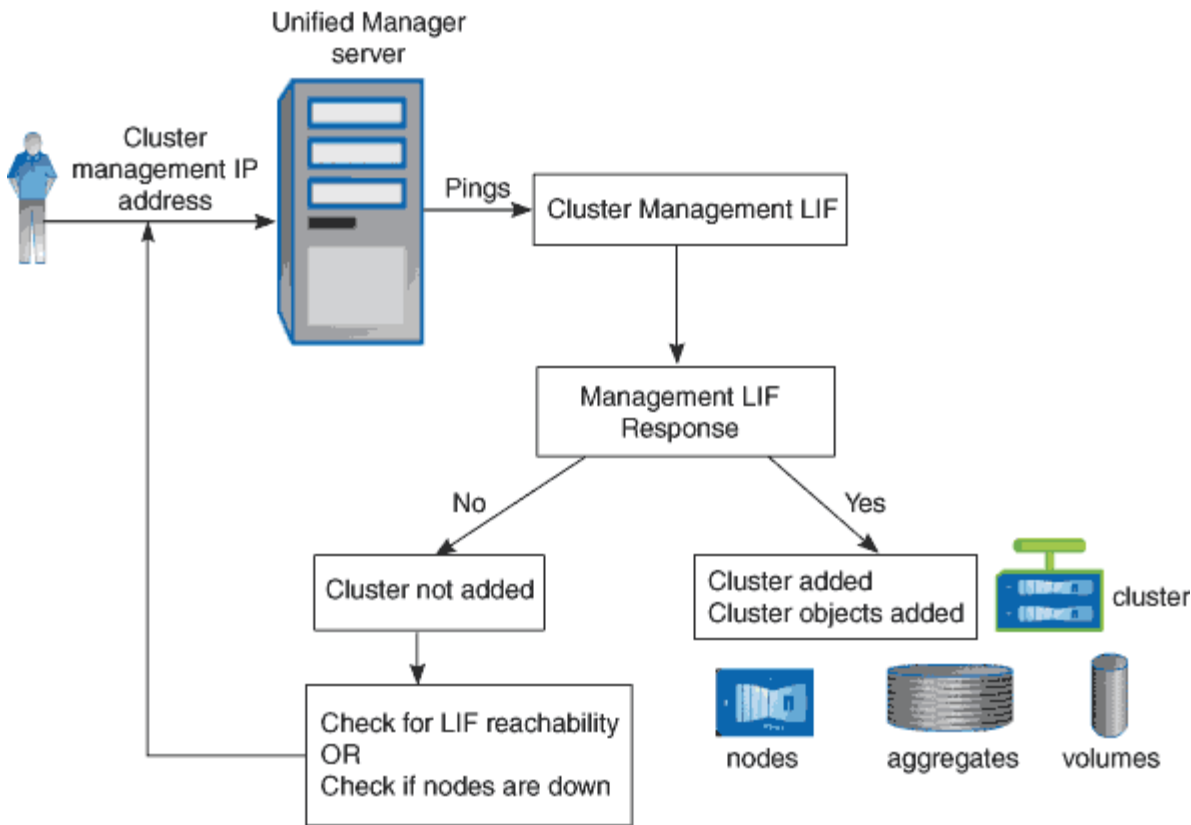 Unified Manager
server
Cluster
management IP
address
Pings
Cluster Management LIF
Management LIF
Response
No
Yes
Cluster not added
Cluster added
Cluster objects added
cluster
Check for LIF reachability
OR
Check if nodes are down
nodes
aggregates
volumes